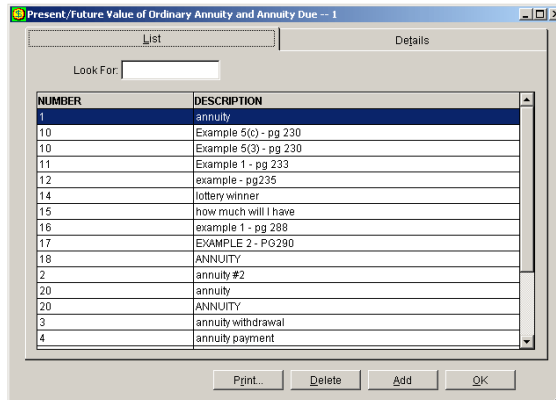 Present/Future Value of Ordinary Annuity and Annuity Due -- 1
List Details
Look For:
NUMBER DESCRIPTION
1 annuity
10 Example 5(c) - pg 230
10 Example 5(3) - pg 230
11 Example 1 - pg 233
12 example - pg235
14 lottery winner
15 how much will I have
16 example 1 - pg 288
17 EXAMPLE 2 - PG290
18 ANNUITY
2 annuity #2
20 annuity
20 ANNUITY
3 annuity withdrawal
4 annuity payment
Print... Delete Add OK